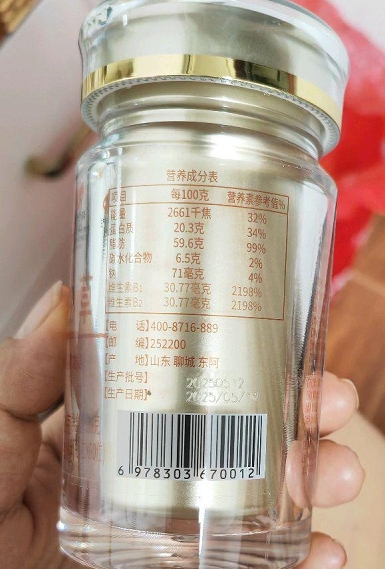 营养成分表
项目 每100克 营养素参考值%
能量 2661千焦 32%
蛋白质 20.3克 34%
脂肪 59.6克 99%
碳水化合物 6.5克 2%
钠 71毫克 4%
维生素B₁ 30.77毫克 2198%
维生素B₂ 30.77毫克 2198%
【电 话】400-8716-889
【邮 编】252200
【产 地】山东 聊城 东阿
【生产批号】 20250512
【生产日期】 2025/05/
6 978303 670012